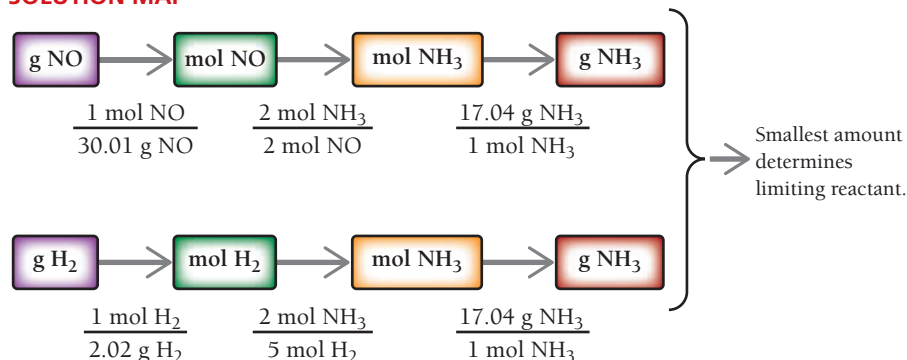 SOLUTION MAP
g NO mol NO mol NH₃ g NH₃
1 mol NO 2 mol NH₃ 17.04 g NH₃
30.01 g NO 2 mol NO 1 mol NH₃
Smallest amount
determines
limiting reactant.
g H₂ mol H₂ mol NH₃ g NH₃
1 mol H₂ 2 mol NH₃ 17.04 g NH₃
2.02 g H₂ 5 mol H₂ 1 mol NH₃